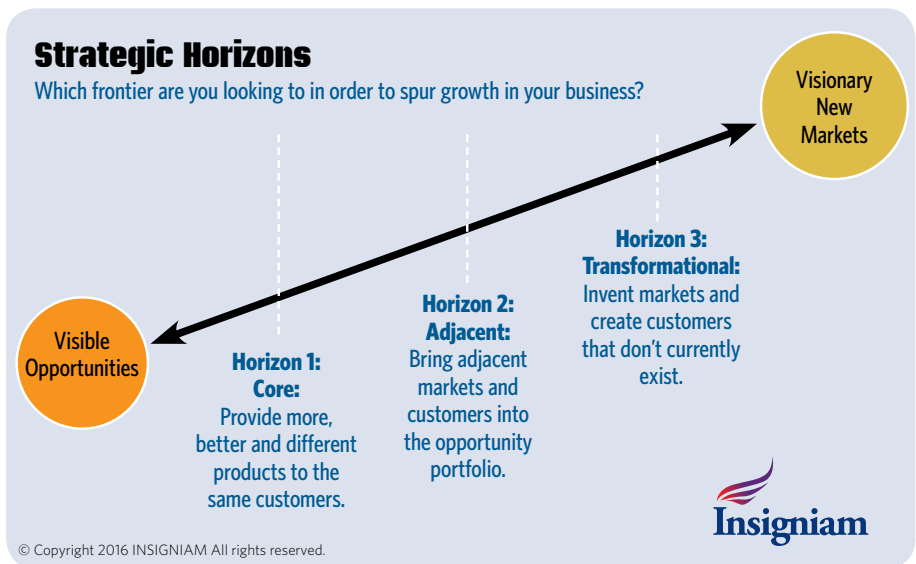 Strategic Horizons
Which frontier are you looking to in order to spur growth in your business?
Visionary
New
Markets
Visible
Opportunities
Horizon 1:
Core:
Provide more,
better and different
products to the
same customers.
Horizon 2:
Adjacent:
Bring adjacent
markets and
customers into
the opportunity
portfolio.
Horizon 3:
Transformational:
Invent markets and
create customers
that don't currently
exist.
Insigniam
© Copyright 2016 INSIGNIAM All rights reserved.